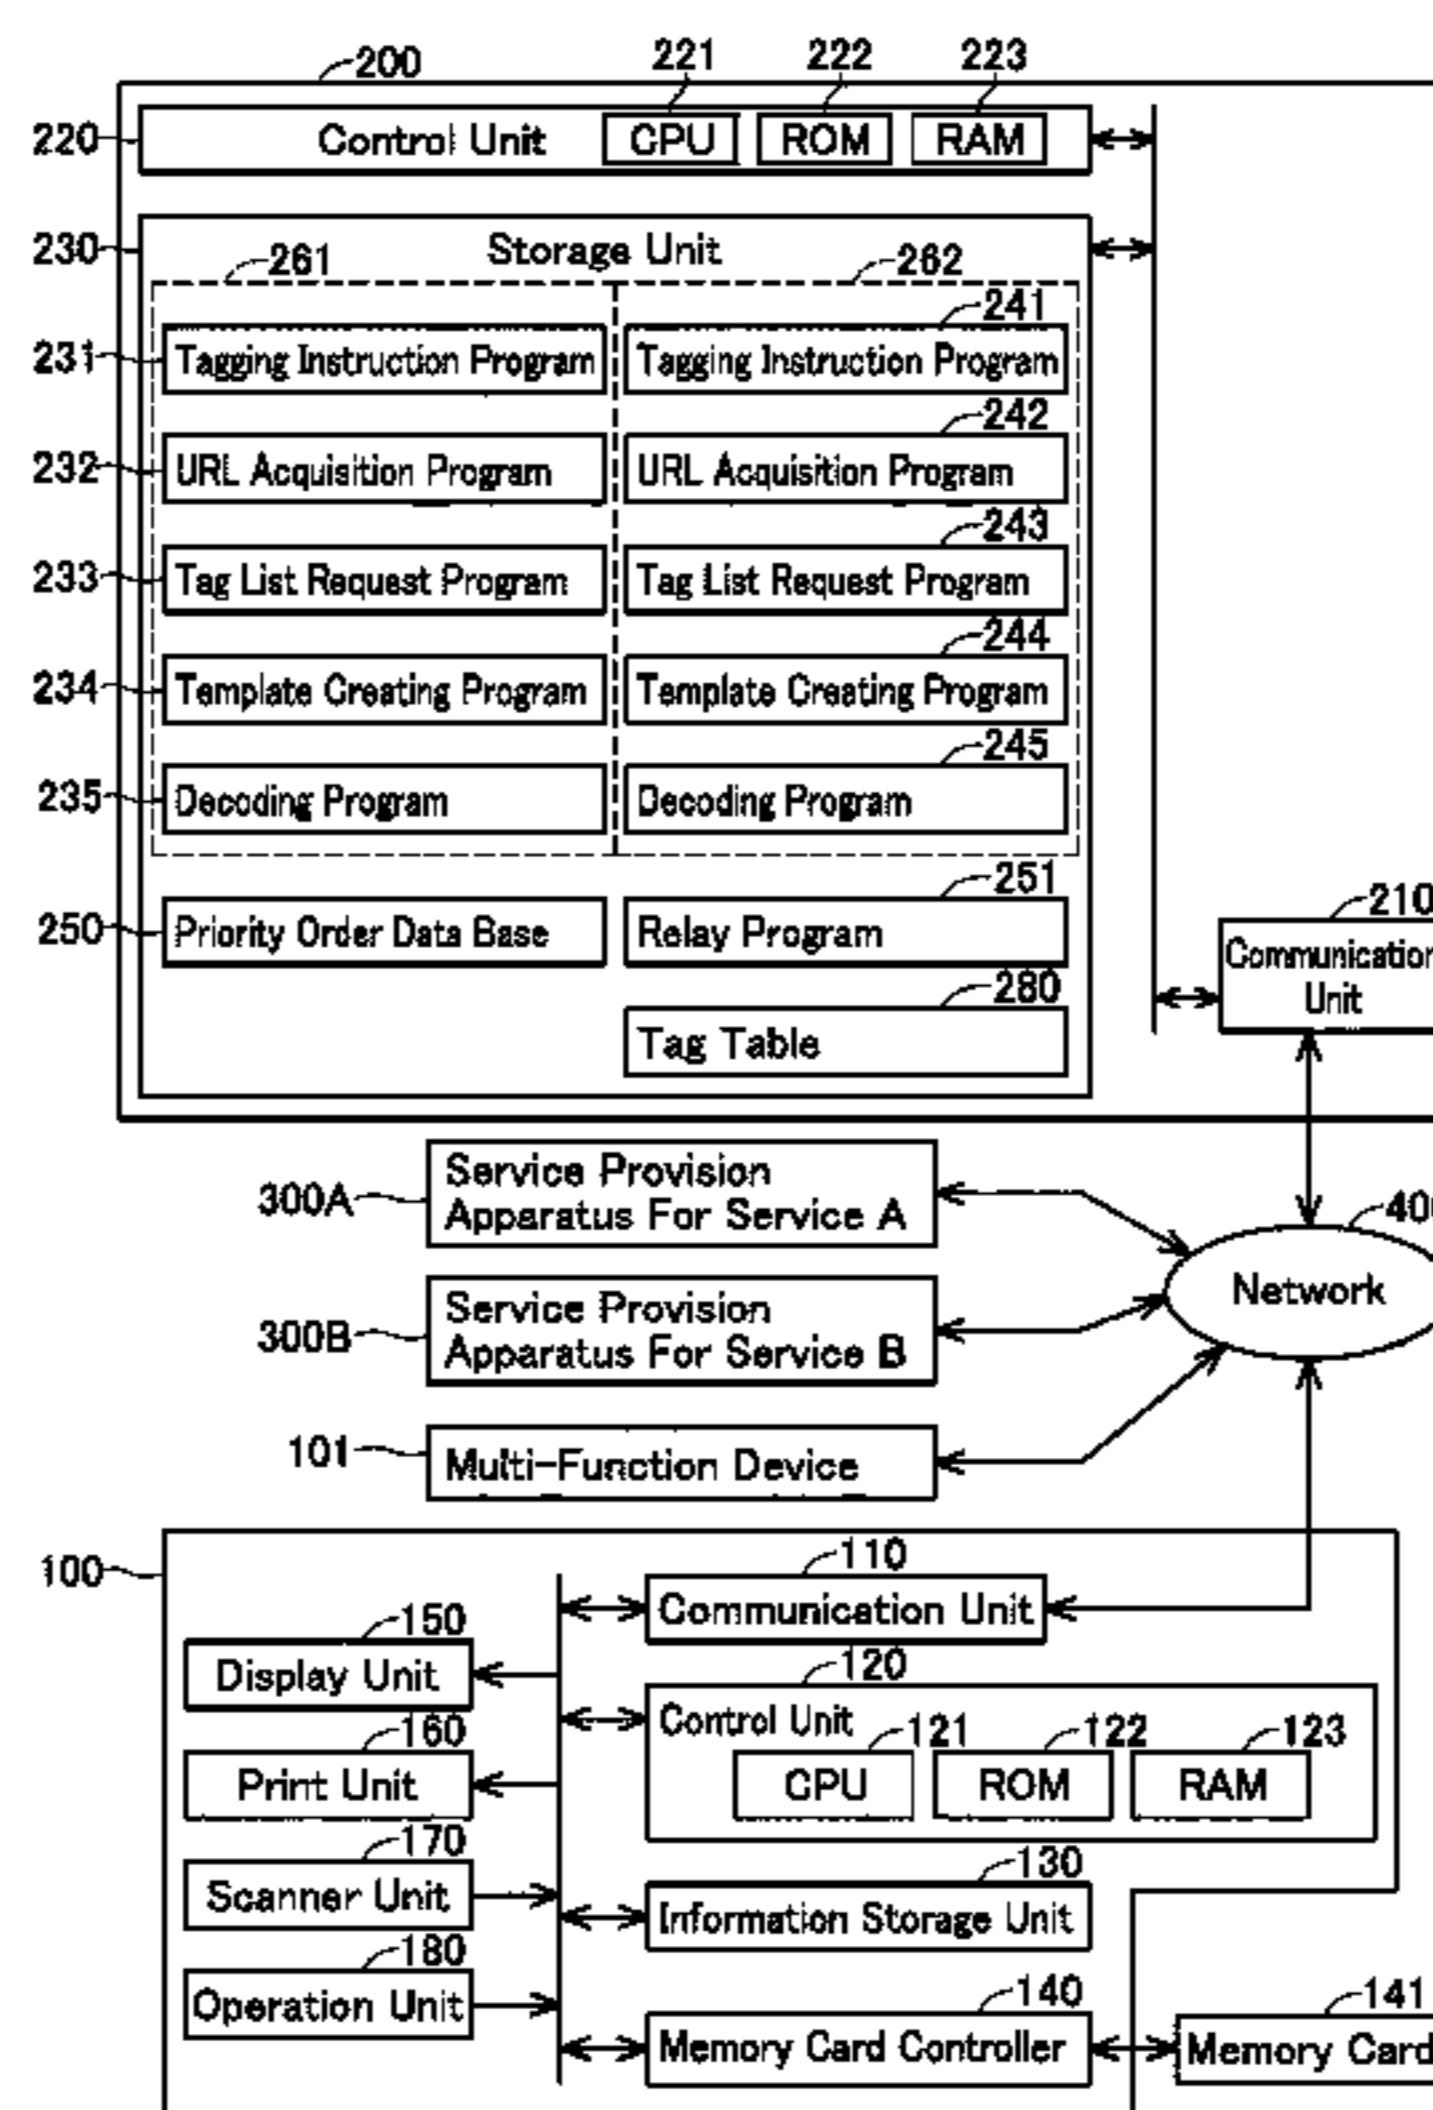 200 221 222 223
220 Control Unit CPU ROM RAM
230 Storage Unit
261 262
241
231 Tagging Instruction Program Tagging Instruction Program
242
232 URL Acquisition Program URL Acquisition Program
243
233 Tag List Request Program Tag List Request Program
244
234 Template Creating Program Template Creating Program
245
235 Decoding Program Decoding Program
251
250 Priority Order Data Base Relay Program
210
Communication
Unit
280
Tag Table
300A Service Provision
Apparatus For Service A
400
Network
300B Service Provision
Apparatus For Service B
101 Multi-Function Device
100
110
Communication Unit
150
Display Unit
120
Control Unit
121 122 123
CPU ROM RAM
160
Print Unit
170
Scanner Unit
130
Information Storage Unit
180
Operation Unit
140
Memory Card Controller
141
Memory Card